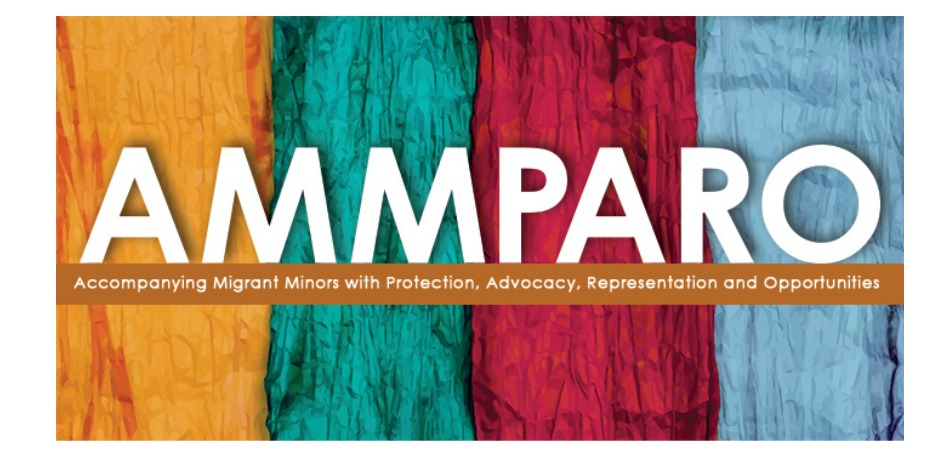 AMMPARO
Accompanying Migrant Minors with Protection, Advocacy, Representation and Opportunities